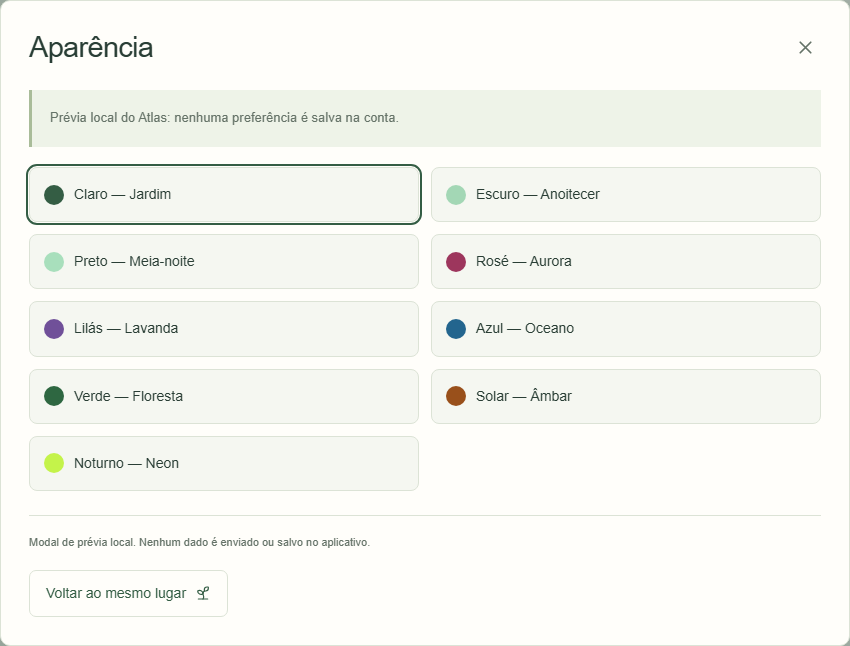 Aparência
Prévia local do Atlas: nenhuma preferência é salva na conta.
Claro — Jardim
Escuro — Anoitecer
Preto — Meia-noite
Rosé — Aurora
Lilás — Lavanda
Azul — Oceano
Verde — Floresta
Solar — Âmbar
Noturno — Neon
Modal de prévia local. Nenhum dado é enviado ou salvo no aplicativo.
Voltar ao mesmo lugar